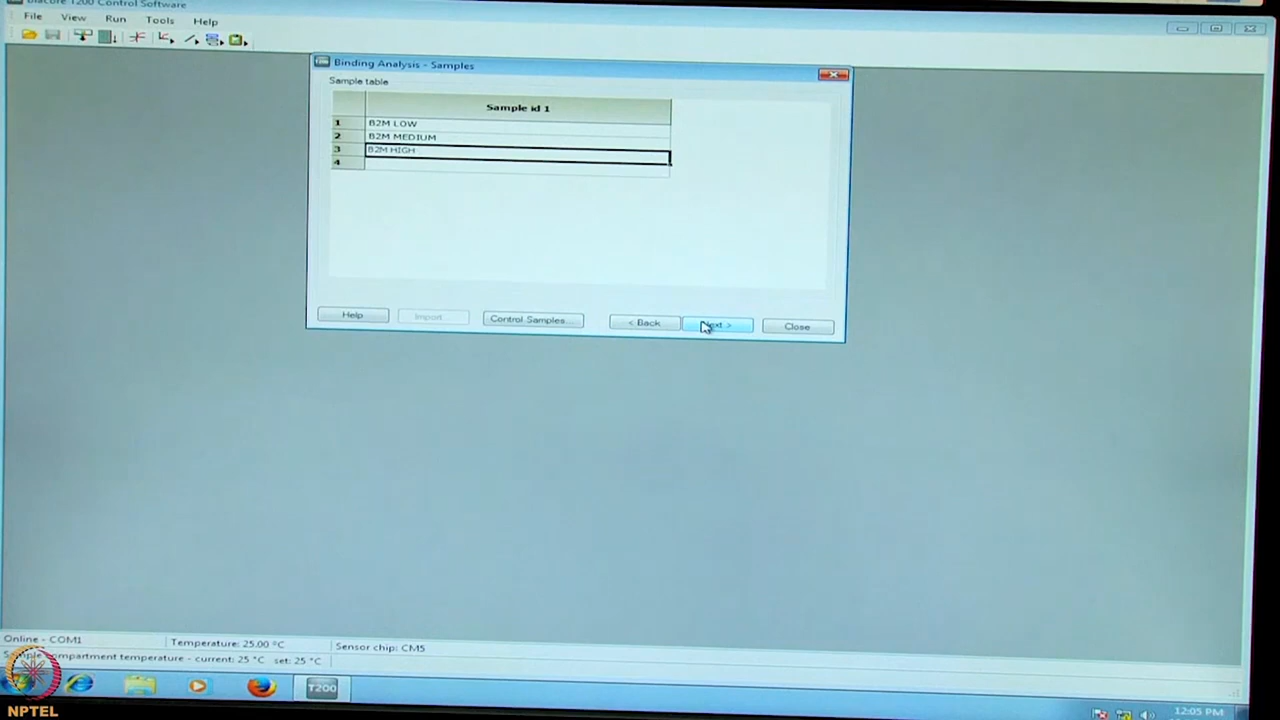 Biacore T200 Control Software
File View Run Tools Help
Binding Analysis - Samples
Sample table
Sample id 1
1 B2M LOW
2 B2M MEDIUM
3 B2M HIGH
4
Help Import... Control Samples... < Back Next > Close
Online - COM1 Temperature: 25.00 °C Sensor chip: CM5
Sample compartment temperature - current: 25 °C set: 25 °C
T200
NPTEL
12:05 PM